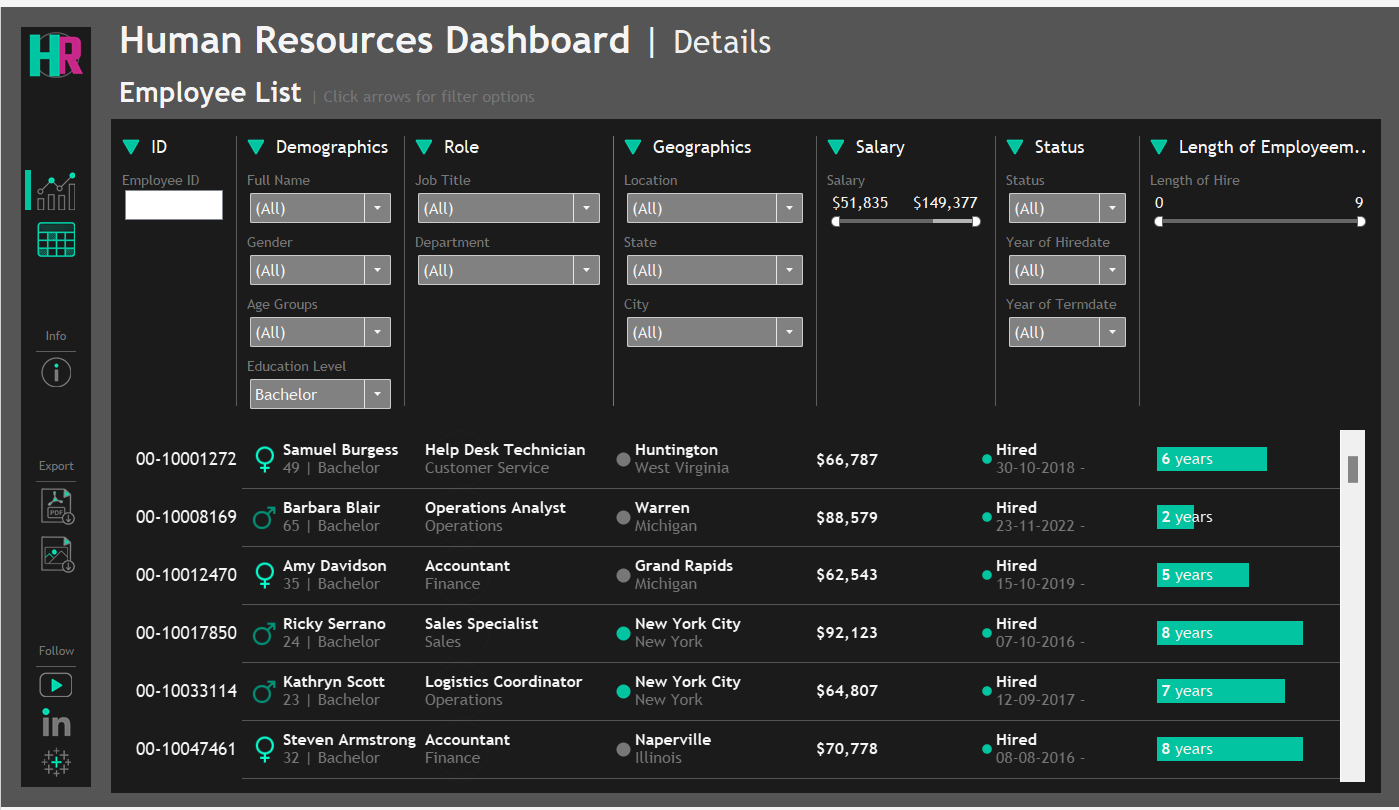 HR
Human Resources Dashboard | Details
Employee List | Click arrows for filter options
ID
Demographics
Role
Geographics
Salary
Status
Length of Employeem..
Employee ID
Full Name
(All)
Gender
(All)
Age Groups
(All)
Education Level
Bachelor
Job Title
(All)
Department
(All)
Location
(All)
State
(All)
City
(All)
Salary
$51,835 $149,377
Status
(All)
Year of Hiredate
(All)
Year of Termdate
(All)
Length of Hire
0 9
Info
i
Export
PDF
Follow
in
00-10001272
Samuel Burgess
49 | Bachelor
Help Desk Technician
Customer Service
Huntington
West Virginia
$66,787
Hired
30-10-2018 -
6 years
00-10008169
Barbara Blair
65 | Bachelor
Operations Analyst
Operations
Warren
Michigan
$88,579
Hired
23-11-2022 -
2 years
00-10012470
Amy Davidson
35 | Bachelor
Accountant
Finance
Grand Rapids
Michigan
$62,543
Hired
15-10-2019 -
5 years
00-10017850
Ricky Serrano
24 | Bachelor
Sales Specialist
Sales
New York City
New York
$92,123
Hired
07-10-2016 -
8 years
00-10033114
Kathryn Scott
23 | Bachelor
Logistics Coordinator
Operations
New York City
New York
$64,807
Hired
12-09-2017 -
7 years
00-10047461
Steven Armstrong
32 | Bachelor
Accountant
Finance
Naperville
Illinois
$70,778
Hired
08-08-2016 -
8 years